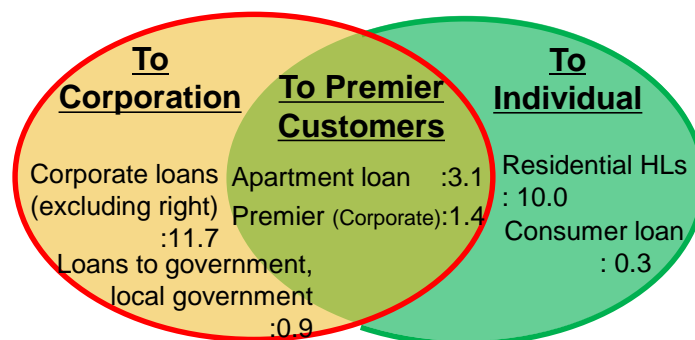 To
Corporation
Corporate loans
(excluding right)
:11.7
Loans to government,
local government
:0.9
To Premier
Customers
Apartment loan :3.1
Premier (Corporate):1.4
To
Individual
Residential HLs
: 10.0
Consumer loan
: 0.3